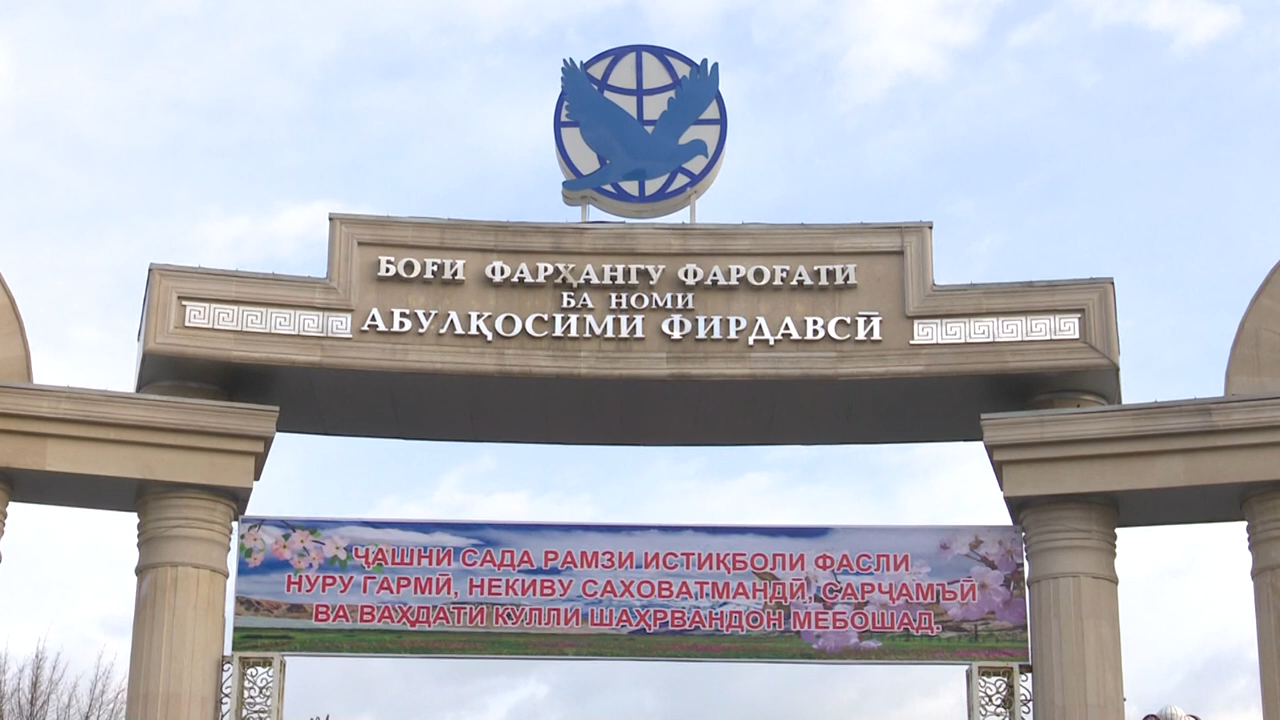 БОҒИ ФАРҲАНГУ ФАРОҒАТИ
БА НОМИ
АБУЛҚОСИМИ ФИРДАВСӢ
ҶАШНИ САДА РАМЗИ ИСТИҚБОЛИ ФАСЛИ
НУРУ ГАРМӢ, НЕКИВУ САХОВАТМАНДӢ, САРҶАМЪӢ
ВА ВАҲДАТИ КУЛЛИ ШАҲРВАНДОН МЕБОШАД.